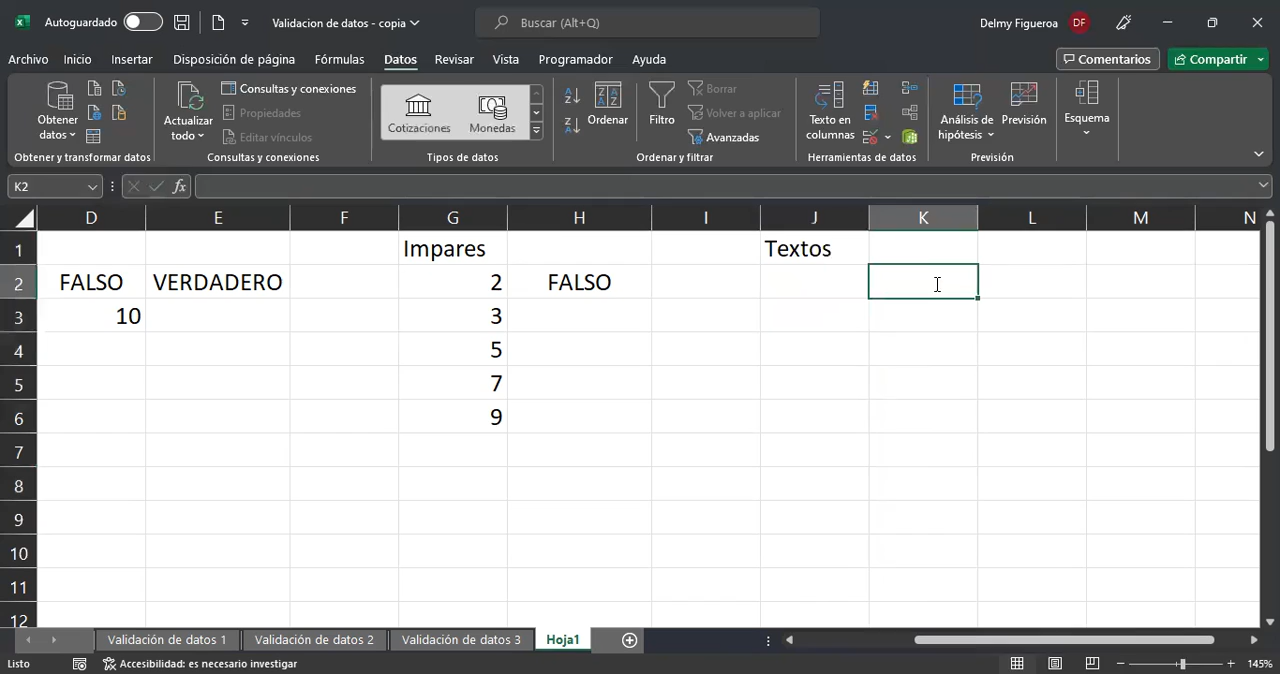 Autoguardado
Validacion de datos - copia
Buscar (Alt+Q)
Delmy Figueroa
DF
Archivo
Inicio
Insertar
Disposición de página
Fórmulas
Datos
Revisar
Vista
Programador
Ayuda
Comentarios
Compartir
Obtener
datos
Obtener y transformar datos
Actualizar
todo
Consultas y conexiones
Propiedades
Editar vínculos
Consultas y conexiones
Cotizaciones
Monedas
Tipos de datos
Ordenar
Filtro
Borrar
Volver a aplicar
Avanzadas
Ordenar y filtrar
Texto en
columnas
Herramientas de datos
Análisis de
hipótesis
Previsión
Previsión
Esquema
K2
fx
D E F G H I J K L M N
1 Impares Textos
2 FALSO VERDADERO 2 FALSO
3 10 3
4 5
5 7
6 9
7
8
9
10
11
12
Validación de datos 1
Validación de datos 2
Validación de datos 3
Hoja1
Listo
Accesibilidad: es necesario investigar
145%